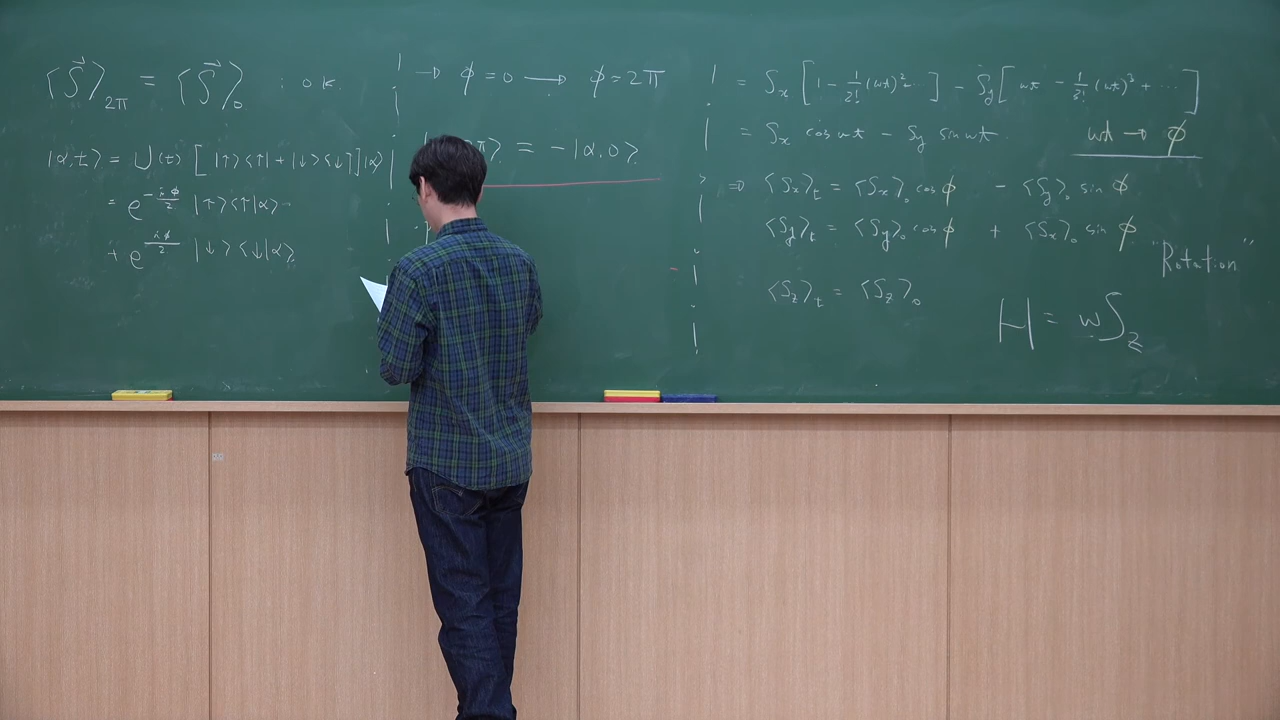 ⟨S⃗⟩_2π = ⟨S⃗⟩_0 : ok.
|α,t⟩ = U(t) [ |↑⟩⟨↑| + |↓⟩⟨↓| ] |α⟩
= e^{-iφ/2} |↑⟩⟨↑|α⟩
+ e^{iφ/2} |↓⟩⟨↓|α⟩
→ φ=0 ⟶ φ=2π
π⟩ = -|α,0⟩
= S_x [ 1 - 1/2! (ωt)² ... ] - S_y [ ωt - 1/3! (ωt)³ + ... ]
= S_x cos ωt - S_y sin ωt. ωt → φ
⇒ ⟨S_x⟩_t = ⟨S_x⟩_0 cos φ - ⟨S_y⟩_0 sin φ
⟨S_y⟩_t = ⟨S_y⟩_0 cos φ + ⟨S_x⟩_0 sin φ
"Rotation"
⟨S_z⟩_t = ⟨S_z⟩_0
H = ωS_z